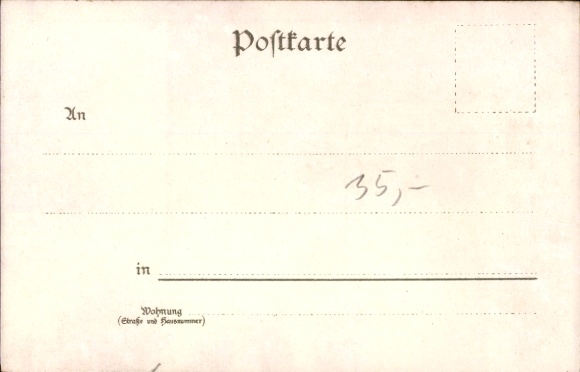 Postkarte
An
35,-
in
Wohnung
(Straße und Hausnummer)